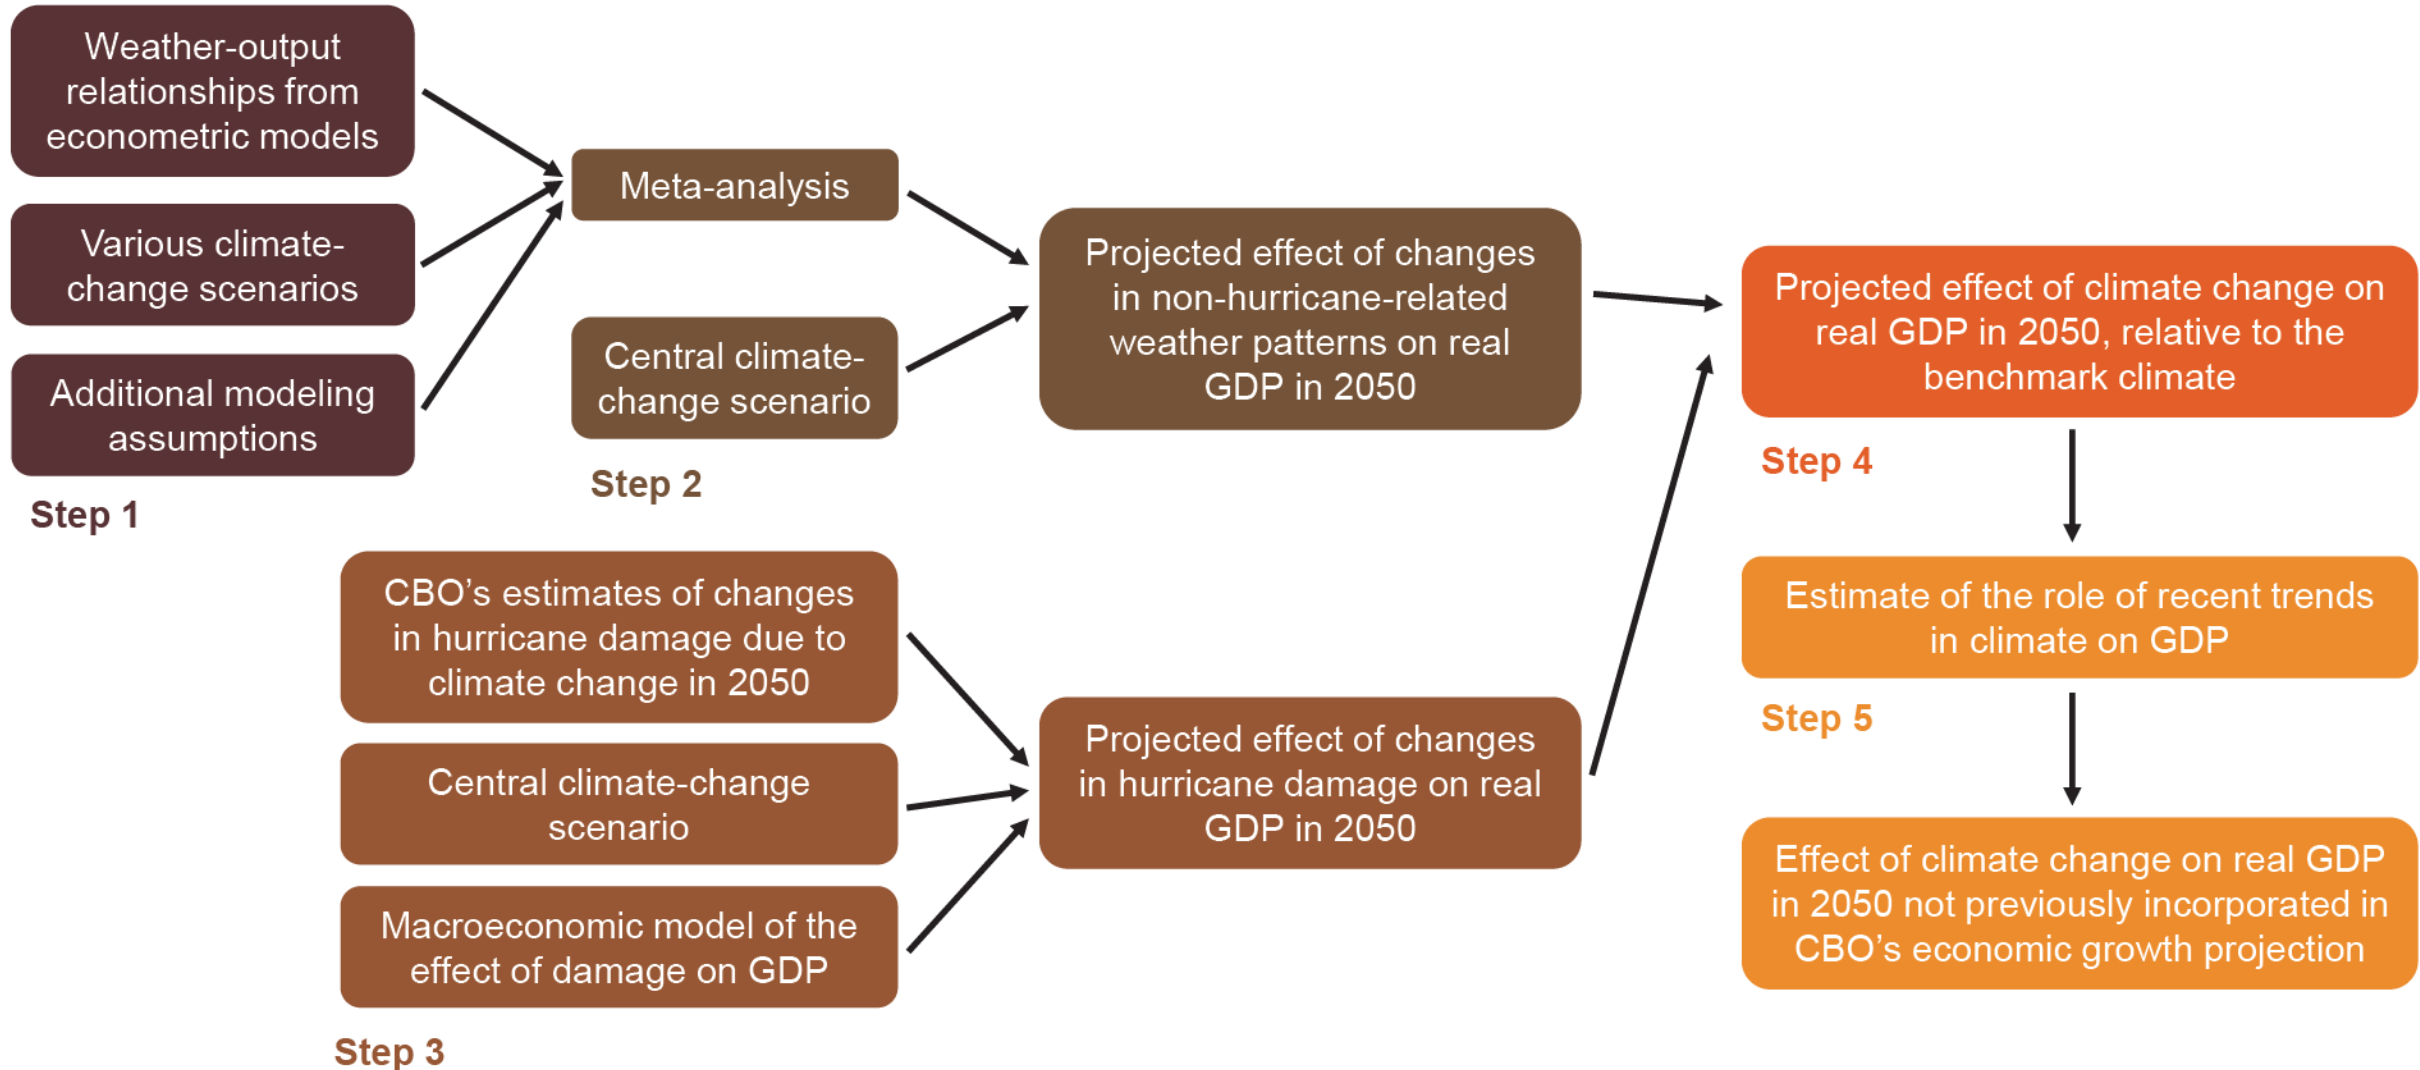 Weather-output
relationships from
econometric models
Various climate-
change scenarios
Additional modeling
assumptions
Step 1
Meta-analysis
Central climate-
change scenario
Step 2
Projected effect of changes
in non-hurricane-related
weather patterns on real
GDP in 2050
CBO’s estimates of changes
in hurricane damage due to
climate change in 2050
Central climate-change
scenario
Macroeconomic model of the
effect of damage on GDP
Step 3
Projected effect of changes
in hurricane damage on real
GDP in 2050
Projected effect of climate change on
real GDP in 2050, relative to the
benchmark climate
Step 4
Estimate of the role of recent trends
in climate on GDP
Step 5
Effect of climate change on real GDP
in 2050 not previously incorporated in
CBO’s economic growth projection